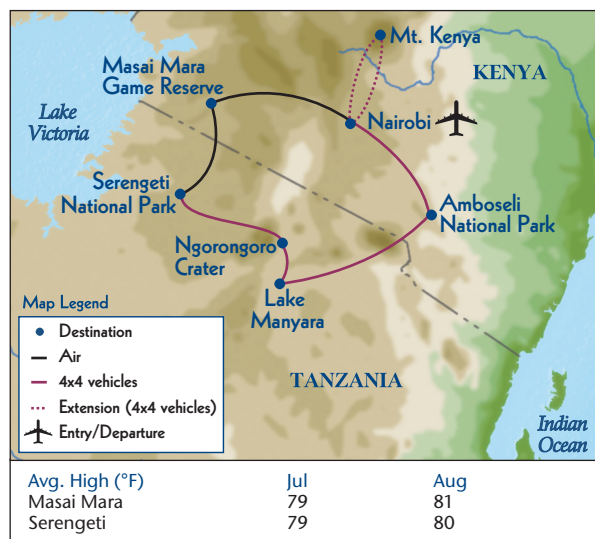 Mt. Kenya
KENYA
Masai Mara
Game Reserve
Lake
Victoria
Nairobi
Serengeti
National Park
Amboseli
National Park
Ngorongoro
Crater
Lake
Manyara
Map Legend
Destination
Air
4x4 vehicles
Extension (4x4 vehicles)
Entry/Departure
TANZANIA
Indian
Ocean
Avg. High (°F) Jul Aug
Masai Mara 79 81
Serengeti 79 80